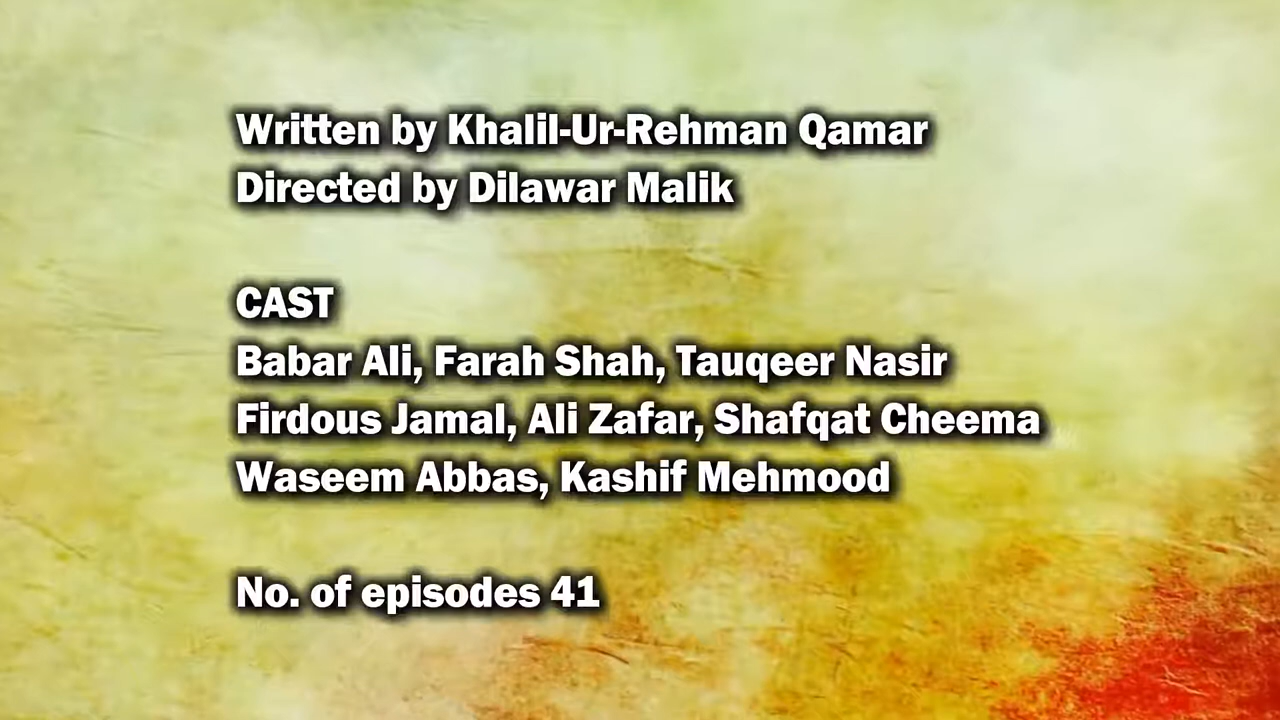 Written by Khalil-Ur-Rehman Qamar
Directed by Dilawar Malik
CAST
Babar Ali, Farah Shah, Tauqeer Nasir
Firdous Jamal, Ali Zafar, Shafqat Cheema
Waseem Abbas, Kashif Mehmood
No. of episodes 41